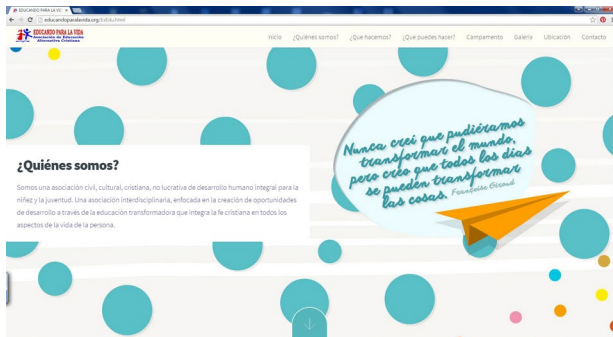 EDUCANDO PARA LA VI
educandoparalavida.org/EstEdu.html
EDUCANDO PARA LA VIDA
Asociación de Educación
Alternativa Cristiana
Inicio ¿Quiénes somos? ¿Que hacemos? ¿Que puedes hacer? Campamento Galeria Ubicación Contacto
Nunca creí que pudiéramos
transformar el mundo,
pero creo que todos los días
se pueden transformar
las cosas. Françoise Giroud
¿Quiénes somos?
Somos una asociación civil, cultural, cristiana, no lucrativa de desarrollo humano integral para la
niñez y la juventud. Una asociación interdisciplinaria, enfocada en la creación de oportunidades
de desarrollo a través de la educación transformadora que integra la fe cristiana en todos los
aspectos de la vida de la persona.